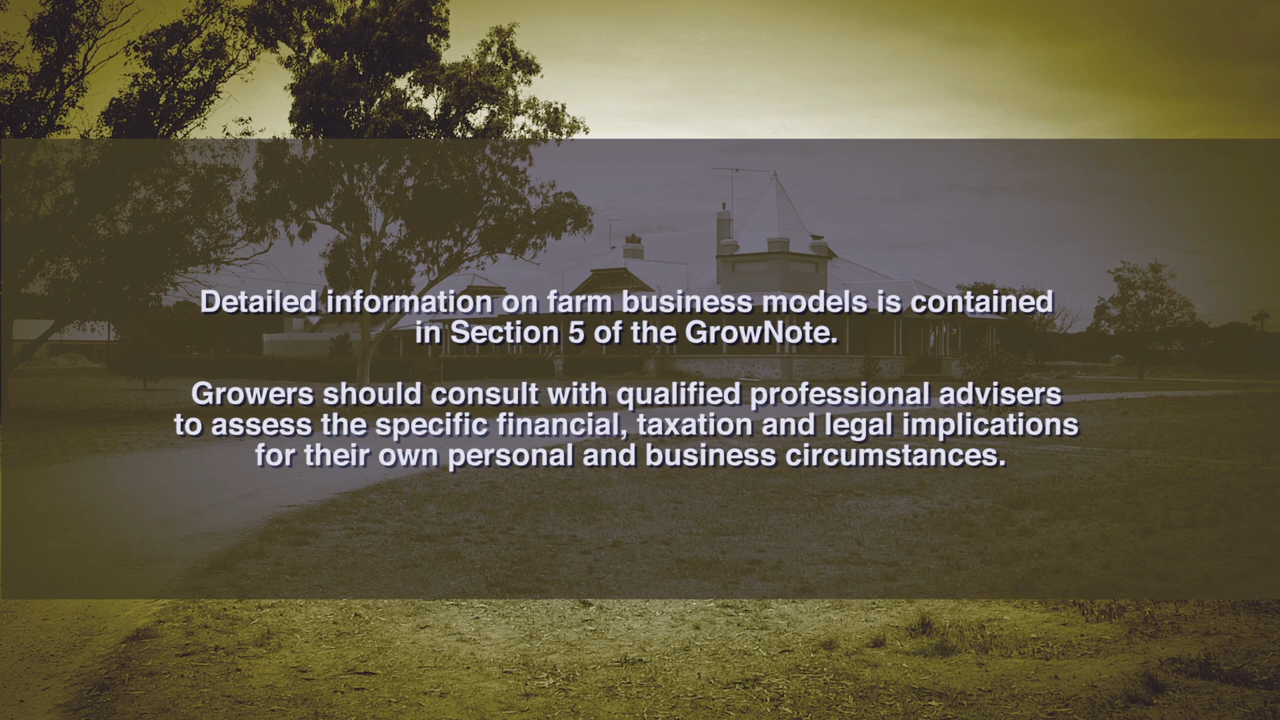 Detailed information on farm business models is contained
in Section 5 of the GrowNote.
Growers should consult with qualified professional advisers
to assess the specific financial, taxation and legal implications
for their own personal and business circumstances.